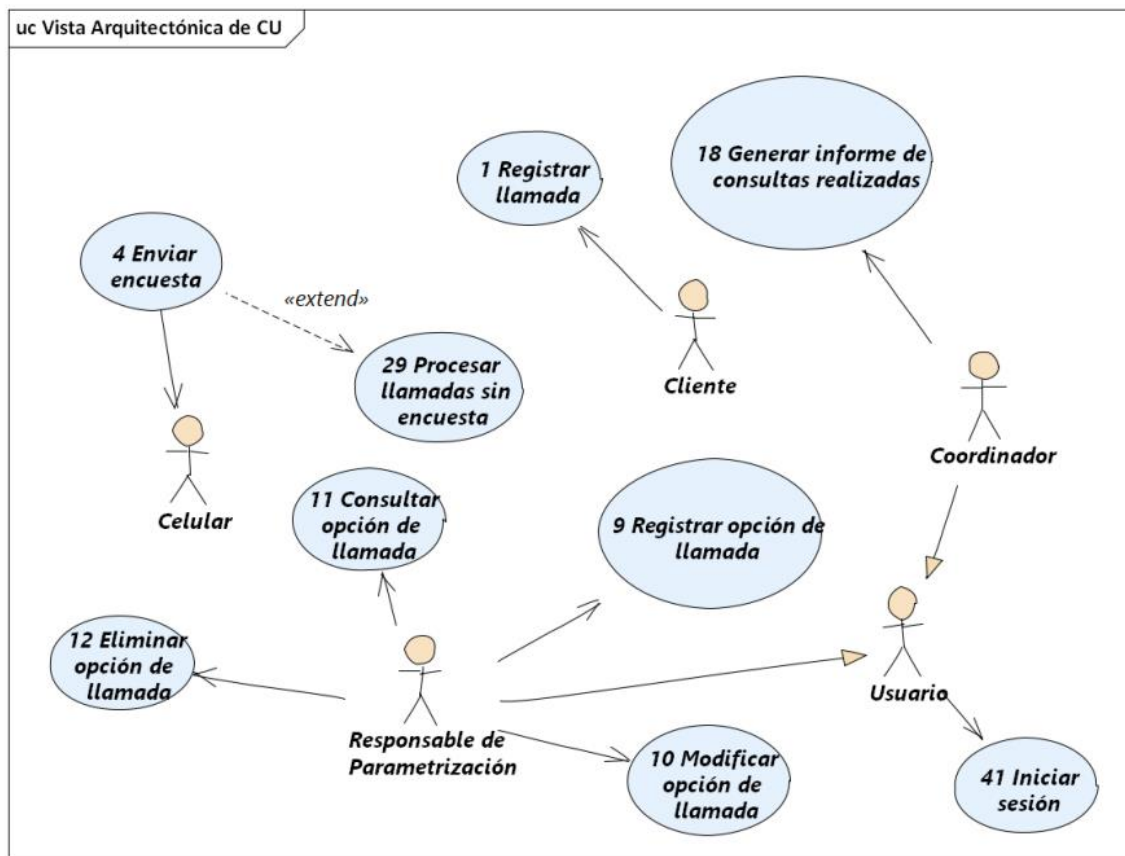 uc Vista Arquitectónica de CU
1 Registrar
llamada
18 Generar informe de
consultas realizadas
4 Enviar
encuesta
«extend»
29 Procesar
llamadas sin
encuesta
Cliente
Coordinador
Celular
11 Consultar
opción de
llamada
9 Registrar opción de
llamada
12 Eliminar
opción de
llamada
Usuario
Responsable de
Parametrización
10 Modificar
opción de
llamada
41 Iniciar
sesión